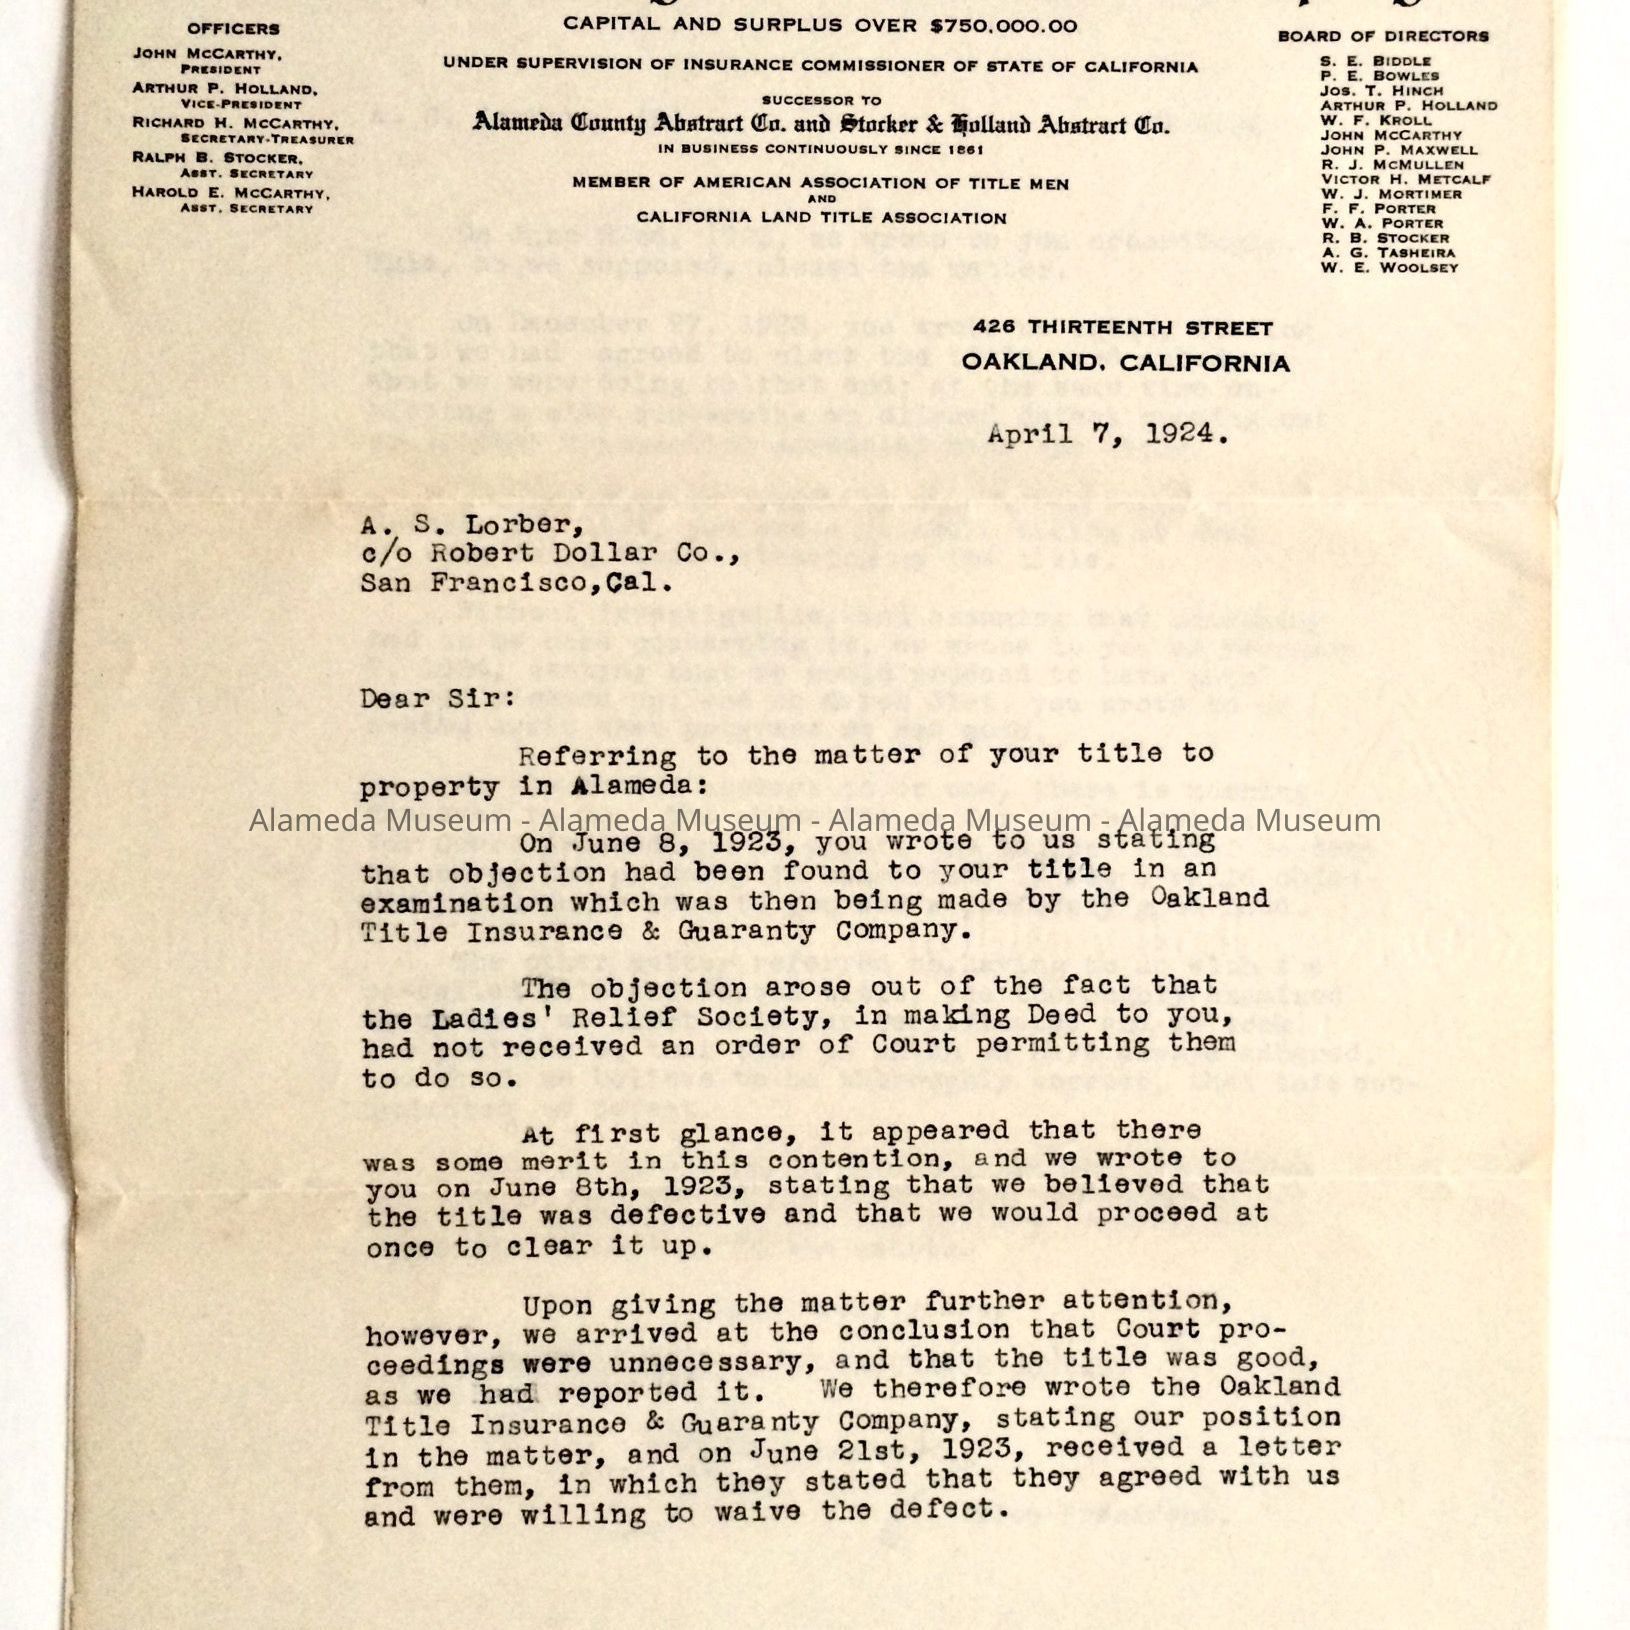 CAPITAL AND SURPLUS OVER $750,000.00
UNDER SUPERVISION OF INSURANCE COMMISSIONER OF STATE OF CALIFORNIA
SUCCESSOR TO
Alameda County Abstract Co. and Stocker & Holland Abstract Co.
IN BUSINESS CONTINUOUSLY SINCE 1861
MEMBER OF AMERICAN ASSOCIATION OF TITLE MEN
AND
CALIFORNIA LAND TITLE ASSOCIATION
OFFICERS
JOHN MCCARTHY,
PRESIDENT
ARTHUR P. HOLLAND,
VICE-PRESIDENT
RICHARD H. MCCARTHY,
SECRETARY-TREASURER
RALPH B. STOCKER,
ASST. SECRETARY
HAROLD E. MCCARTHY,
ASST. SECRETARY
BOARD OF DIRECTORS
S. E. BIDDLE
P. E. BOWLES
JOS. T. HINCH
ARTHUR P. HOLLAND
W. F. KROLL
JOHN MCCARTHY
JOHN P. MAXWELL
R. J. MCMULLEN
VICTOR H. METCALF
W. J. MORTIMER
F. F. PORTER
W. A. PORTER
R. B. STOCKER
A. G. TASHEIRA
W. E. WOOLSEY
426 THIRTEENTH STREET
OAKLAND, CALIFORNIA
April 7, 1924.
A. S. Lorber,
c/o Robert Dollar Co.,
San Francisco,Cal.
Dear Sir:
Referring to the matter of your title to
property in Alameda:
Alameda Museum - Alameda Museum - Alameda Museum - Alameda Museum
On June 8, 1923, you wrote to us stating
that objection had been found to your title in an
examination which was then being made by the Oakland
Title Insurance & Guaranty Company.
The objection arose out of the fact that
the Ladies' Relief Society, in making Deed to you,
had not received an order of Court permitting them
to do so.
At first glance, it appeared that there
was some merit in this contention, and we wrote to
you on June 8th, 1923, stating that we believed that
the title was defective and that we would proceed at
once to clear it up.
Upon giving the matter further attention,
however, we arrived at the conclusion that Court pro-
ceedings were unnecessary, and that the title was good,
as we had reported it. We therefore wrote the Oakland
Title Insurance & Guaranty Company, stating our position
in the matter, and on June 21st, 1923, received a letter
from them, in which they stated that they agreed with us
and were willing to waive the defect.